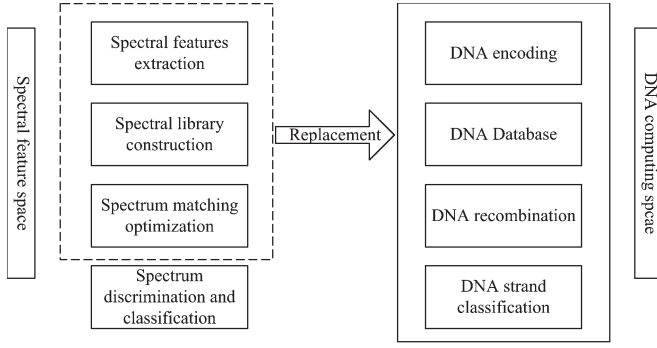 Spectral feature space
Spectral features
extraction
Spectral library
construction
Spectrum matching
optimization
Spectrum
discrimination and
classification
Replacement
DNA encoding
DNA Database
DNA recombination
DNA strand
classification
DNA computing spcae